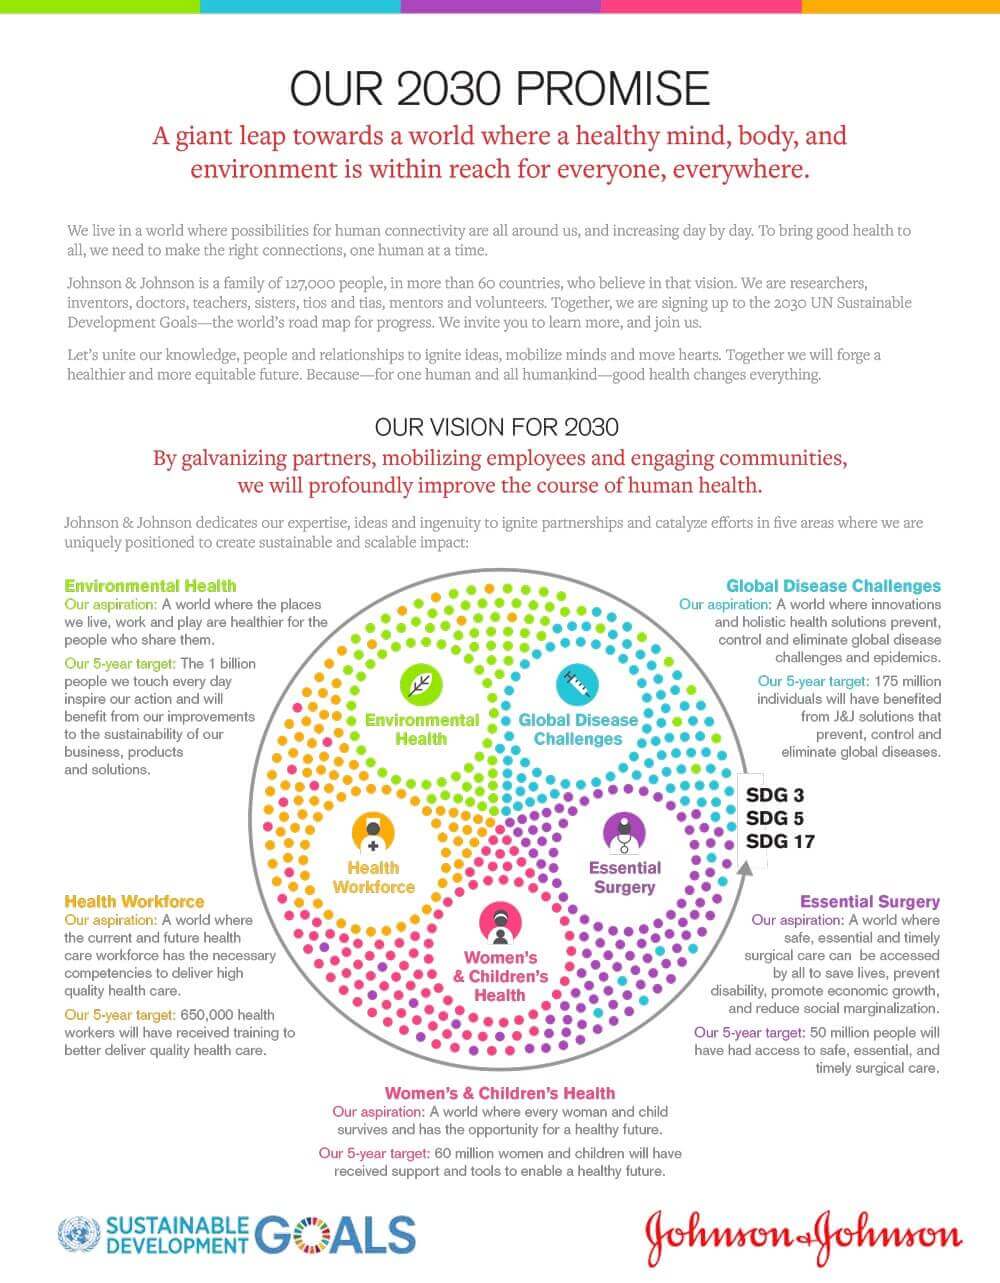 OUR 2030 PROMISE
A giant leap towards a world where a healthy mind, body, and
environment is within reach for everyone, everywhere.
We live in a world where possibilities for human connectivity are all around us, and increasing day by day. To bring good health to
all, we need to make the right connections, one human at a time.
Johnson & Johnson is a family of 127,000 people, in more than 60 countries, who believe in that vision. We are researchers,
inventors, doctors, teachers, sisters, tios and tias, mentors and volunteers. Together, we are signing up to the 2030 UN Sustainable
Development Goals—the world's road map for progress. We invite you to learn more, and join us.
Let's unite our knowledge, people and relationships to ignite ideas, mobilize minds and move hearts. Together we will forge a
healthier and more equitable future. Because—for one human and all humankind—good health changes everything.
OUR VISION FOR 2030
By galvanizing partners, mobilizing employees and engaging communities,
we will profoundly improve the course of human health.
Johnson & Johnson dedicates our expertise, ideas and ingenuity to ignite partnerships and catalyze efforts in five areas where we are
uniquely positioned to create sustainable and scalable impact:
Environmental Health
Our aspiration: A world where the places
we live, work and play are healthier for the
people who share them.
Our 5-year target: The 1 billion
people we touch every day
inspire our action and will
benefit from our improvements
to the sustainability of our
business, products
and solutions.
Global Disease Challenges
Our aspiration: A world where innovations
and holistic health solutions prevent,
control and eliminate global disease
challenges and epidemics.
Our 5-year target: 175 million
individuals will have benefited
from J&J solutions that
prevent, control and
eliminate global diseases.
Environmental
Health
Global Disease
Challenges
SDG 3
SDG 5
SDG 17
Health
Workforce
Essential
Surgery
Women's
& Children's
Health
Health Workforce
Our aspiration: A world where
the current and future health
care workforce has the necessary
competencies to deliver high
quality health care.
Our 5-year target: 650,000 health
workers will have received training to
better deliver quality health care.
Essential Surgery
Our aspiration: A world where
safe, essential and timely
surgical care can be accessed
by all to save lives, prevent
disability, promote economic growth,
and reduce social marginalization.
Our 5-year target: 50 million people will
have had access to safe, essential, and
timely surgical care.
Women's & Children's Health
Our aspiration: A world where every woman and child
survives and has the opportunity for a healthy future.
Our 5-year target: 60 million women and children will have
received support and tools to enable a healthy future.
SUSTAINABLE
DEVELOPMENT
GOALS
Johnson & Johnson